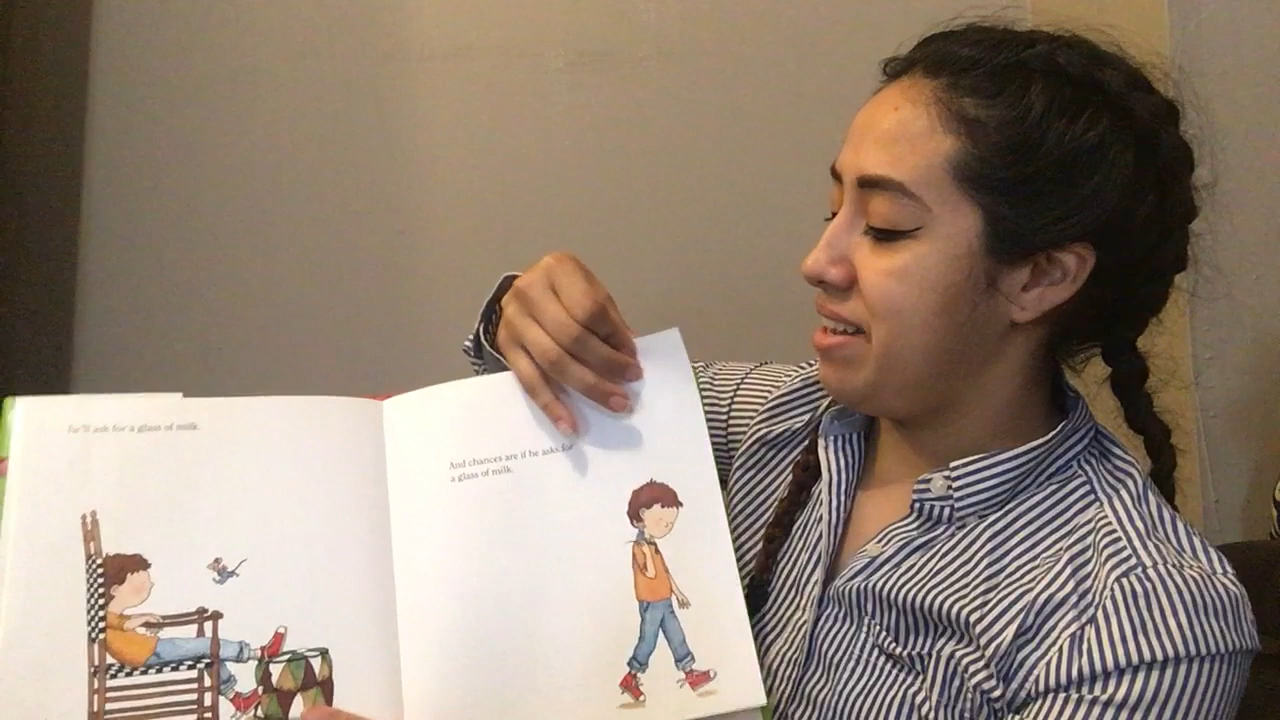 he'll ask for a glass of milk.
And chances are if he asks for
a glass of milk,